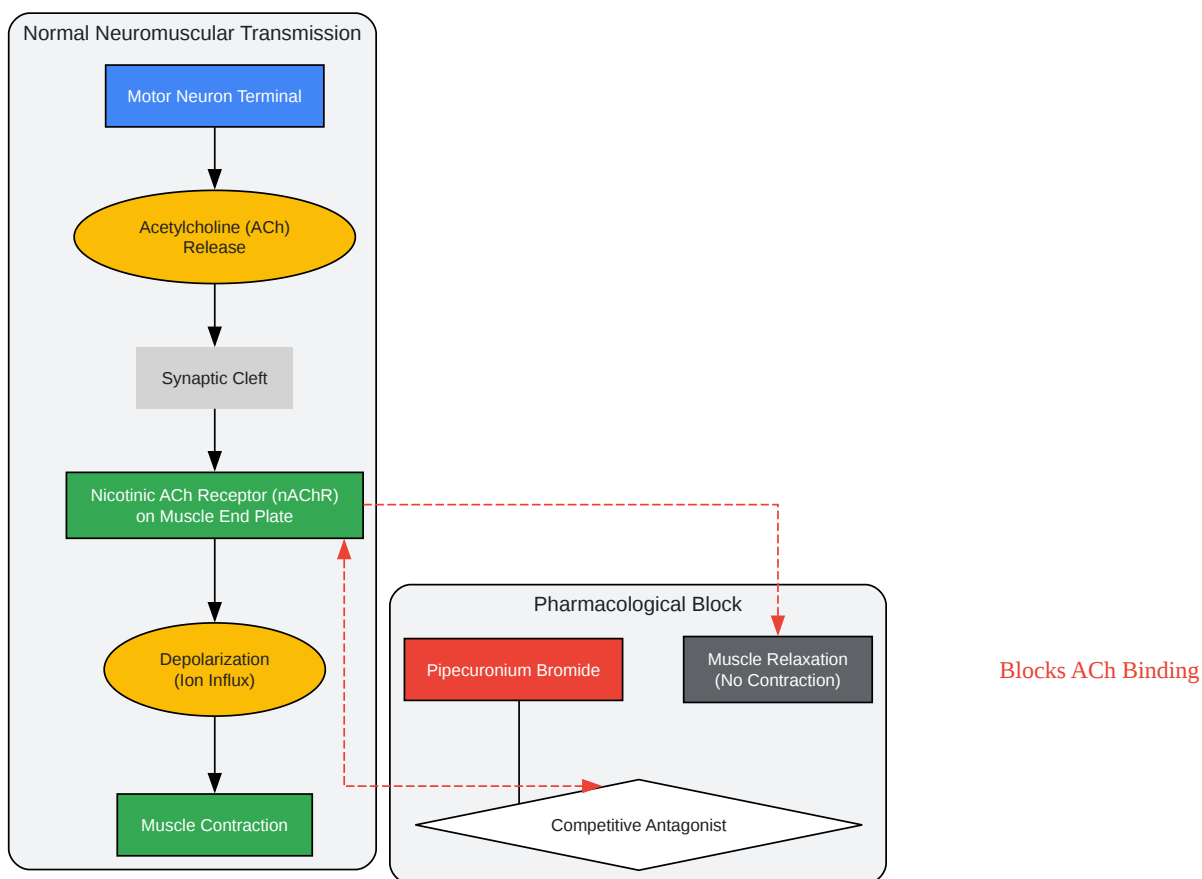 Normal Neuromuscular Transmission
Motor Neuron Terminal
Acetylcholine (ACh)
Release
Synaptic Cleft
Nicotinic ACh Receptor (nAChR)
on Muscle End Plate
Depolarization
(Ion Influx)
Muscle Contraction
Pharmacological Block
Pipecuronium Bromide
Muscle Relaxation
(No Contraction)
Competitive Antagonist
Blocks ACh Binding